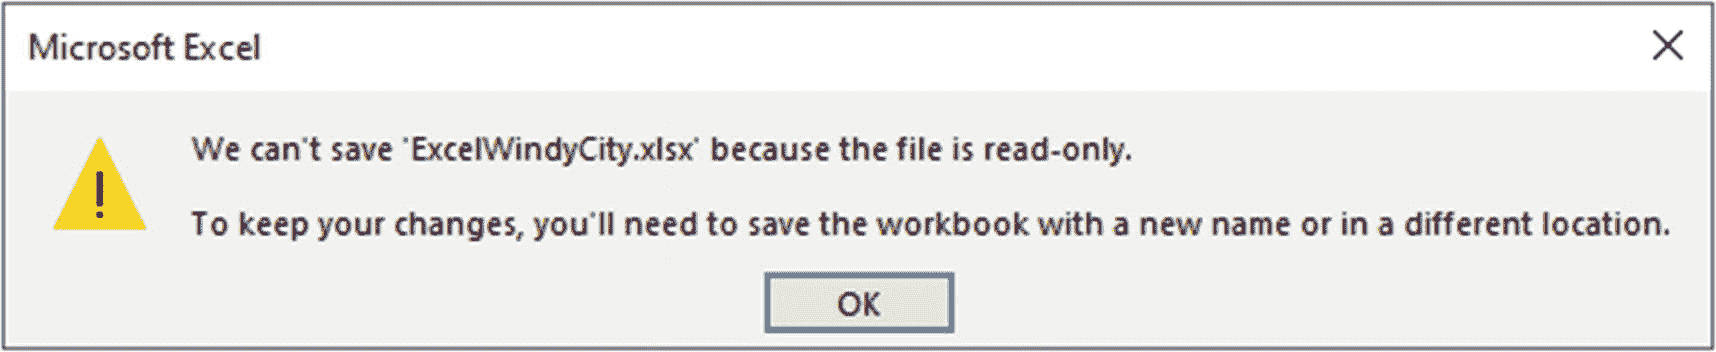 Microsoft Excel
We can't save 'ExcelWindyCity.xlsx' because the file is read-only.
To keep your changes, you'll need to save the workbook with a new name or in a different location.
OK